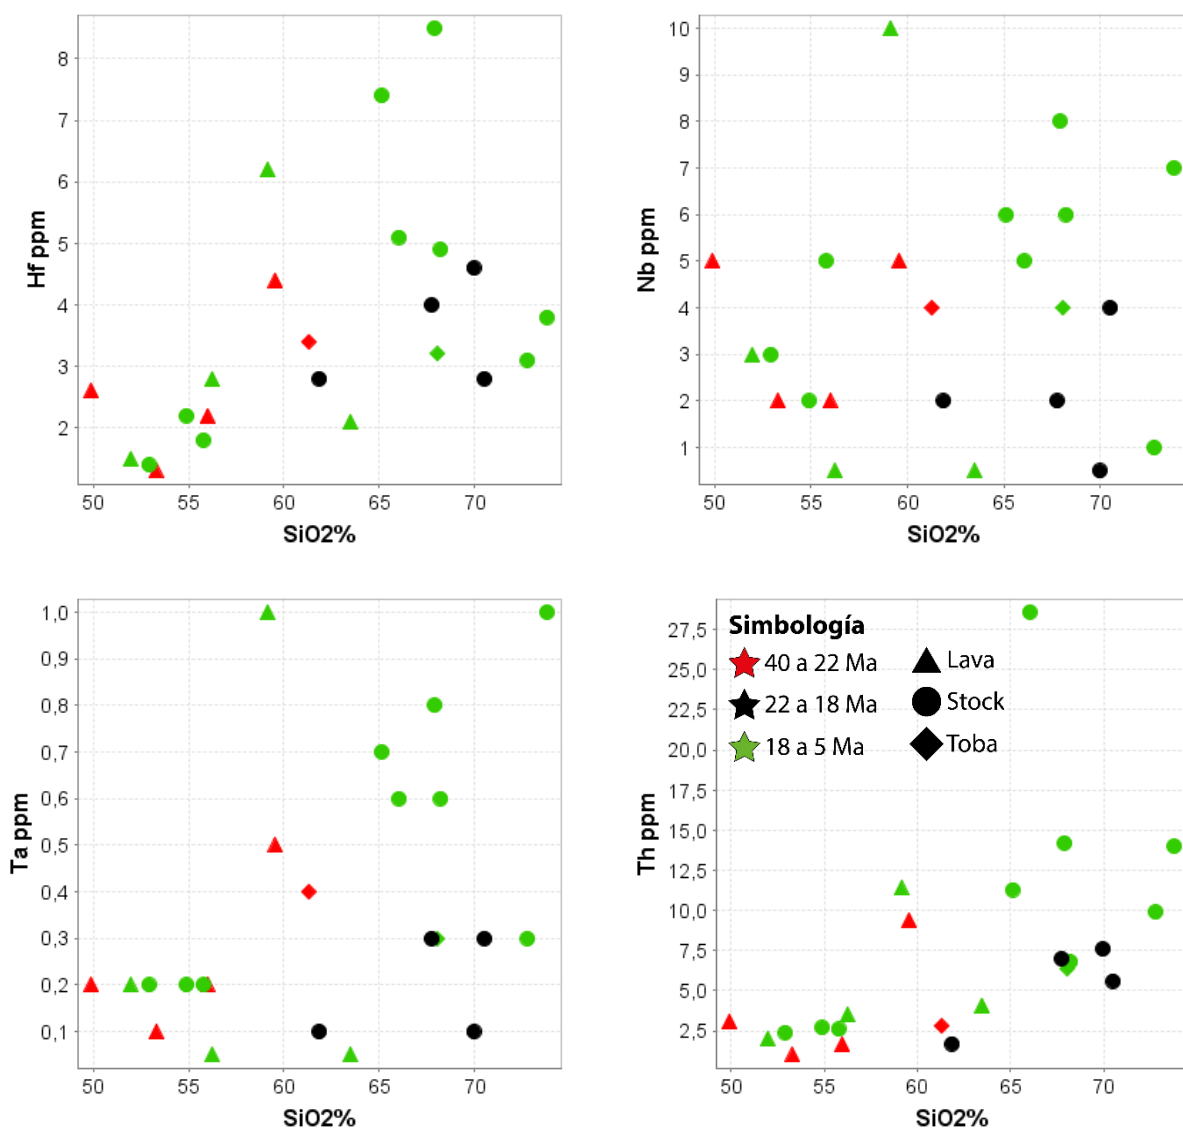 8
7
6
5
4
3
2
Hf ppm
50 55 60 65 70
SiO2%
10
9
8
7
6
5
4
3
2
1
Nb ppm
50 55 60 65 70
SiO2%
1,0
0,9
0,8
0,7
0,6
0,5
0,4
0,3
0,2
0,1
Ta ppm
50 55 60 65 70
SiO2%
27,5
25,0
22,5
20,0
17,5
15,0
12,5
10,0
7,5
5,0
2,5
Th ppm
Simbología
40 a 22 Ma Lava
22 a 18 Ma Stock
18 a 5 Ma Toba
50 55 60 65 70
SiO2%